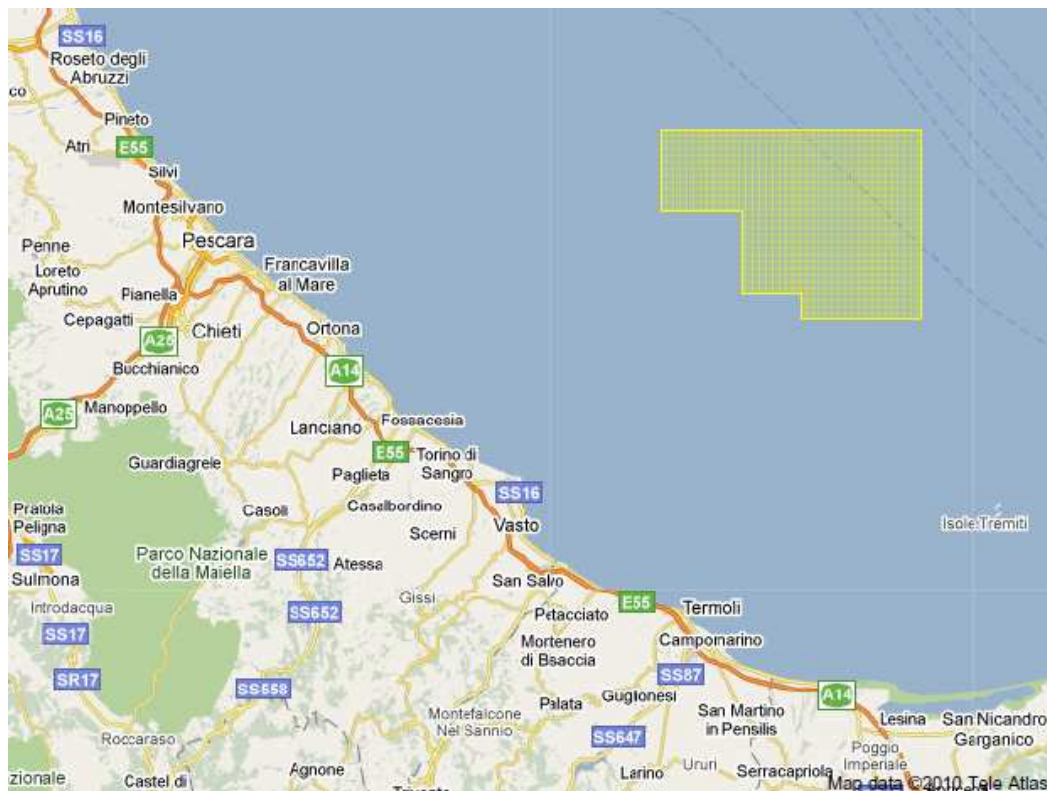 SS16
Roseto degli
Abruzzi
co
Pineto
Atri
E55
Silvi
Montesilvano
Pescara
Penne
Loreto
Aprutino
Francavilla
al Mare
Pianella
Cepagatti
Chieti
Ortona
A25
Bucchianico
A14
Manoppello
A25
Lanciano
Fossacesia
E55
Torino di
Sangro
Guardiagrele
Paglieta
SS16
Casoli
Casalbordino
Pratola
Peligna
Scerni
Vasto
Isole Tremiti
SS17
Parco Nazionale
della Maiella
SS652
Atessa
Sulmona
San Salvo
Introdacqua
Gissi
E55
Termoli
SS652
Petacciato
SS17
Campomarino
Mortenero
di Bsaccia
SS87
SR17
SS558
Palata
Guglionesi
A14
Montefalcone
Nel Sannio
San Martino
in Pensilis
Lesina
San Nicandro
Garganico
Roccaraso
SS647
Poggio
Imperiale
Agnone
Larino
Ururi
Serracapriola
zionale
Castel di
Map data ©2010 Tele Atlas